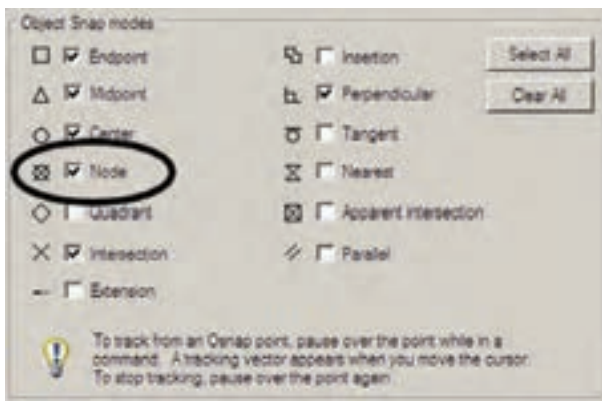 Object Snap modes
Endpoint
Midpoint
Center
Node
Quadrant
Intersection
Extension
Insertion
Perpendicular
Tangent
Nearest
Apparent intersection
Parallel
Select All
Clear All
To track from an Osnap point, pause over the point while in a
command. A tracking vector appears when you move the cursor.
To stop tracking, pause over the point again.